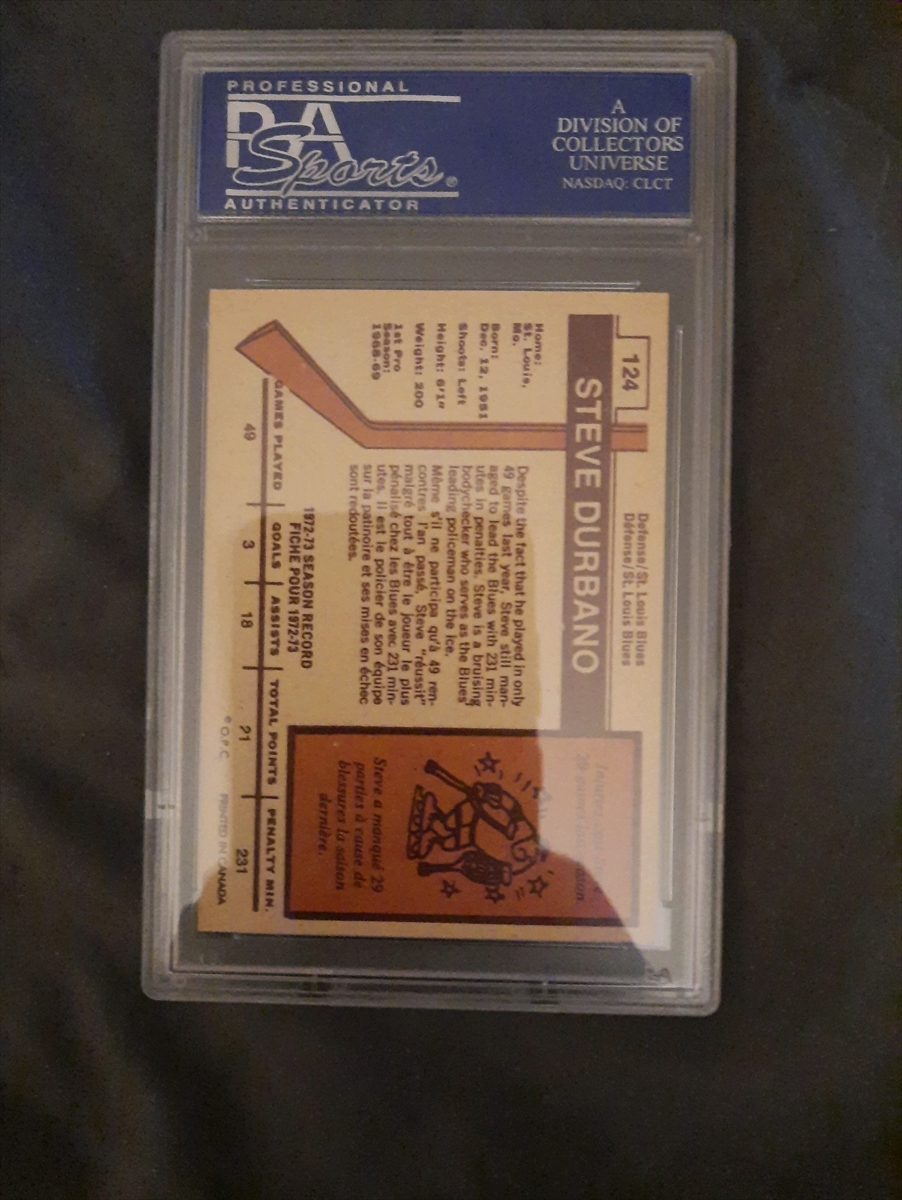 PROFESSIONAL
PSA
Sports®
AUTHENTICATOR
A
DIVISION OF
COLLECTORS
UNIVERSE
NASDAQ: CLCT
124
Defense/St. Louis Blues
Défense/St. Louis Blues
STEVE DURBANO
Home:
St. Louis,
Mo.
Born:
Dec. 12, 1951
Shoots: Left
Height: 6'1"
Weight: 200
1st Pro
Season:
1968-69
Despite the fact that he played in only
49 games last year, Steve still man-
aged to lead the Blues with 231 min-
utes in penalties. Steve is a bruising
bodychecker who serves as the Blues'
leading policeman on the ice.
Même s'il ne participa qu'à 49 ren-
contres l'an passé, Steve "réussit"
malgré tout à être le joueur le plus
pénalisé chez les Blues avec 231 min-
utes. Il est le policier de son équipe
sur la patinoire et ses mises en échec
sont redoutées.
Injuries
29 games last season
Steve a manqué 29
parties à cause de
blessures la saison
dernière.
1972-73 SEASON RECORD
FICHE POUR 1972-73
GAMES PLAYED GOALS ASSISTS TOTAL POINTS PENALTY MIN.
49 3 18 21 231
© O.P.C. PRINTED IN CANADA